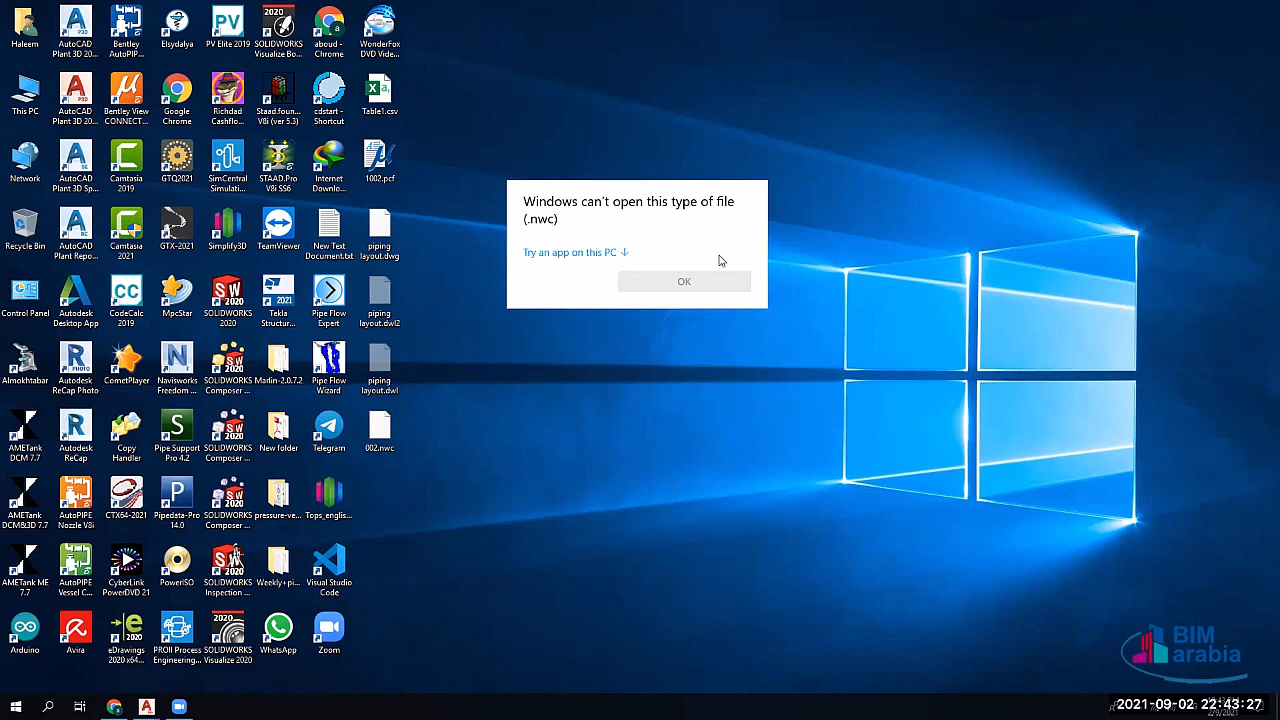 Haleem
AutoCAD
Plant 3D 20...
Bentley
AutoPIP...
Elsydalya
PV
PV Elite 2019
2020
SOLIDWORKS
Visualize Bo...
aboud -
Chrome
WonderFox
DVD Vide...
This PC
AutoCAD
Plant 3D 20...
Bentley View
CONNECT...
Google
Chrome
Richdad
Cashflo...
Staad.foun...
V8i (ver 5.3)
cdstart -
Shortcut
Table1.csv
Network
AutoCAD
Plant 3D Sp...
Camtasia
2019
GTQ2021
SimCentral
Simulati...
STAAD.Pro
V8i SS6
Internet
Downlo...
1002.pcf
Recycle Bin
AutoCAD
Plant Repo...
Camtasia
2021
GTX-2021
Simplify3D
TeamViewer
New Text
Document.txt
piping
layout.dwg
Control Panel
Autodesk
Desktop App
CC
CodeCalc
2019
MpcStar
SW
2020
SOLIDWORKS
2020
2021
Tekla
Structur...
Pipe Flow
Expert
piping
layout.dwl2
Almokhtabar
R
PHOTO
Autodesk
ReCap Photo
CometPlayer
N
Navisworks
Freedom ...
SOLIDWORKS
Composer ...
Marlin-2.0.7.2
Pipe Flow
Wizard
piping
layout.dwl
AMETank
DCM 7.7
R
Autodesk
ReCap
Copy
Handler
S
Pipe Support
Pro 4.2
SOLIDWORKS
Composer ...
New folder
Telegram
002.nwc
AMETank
DCM&3D 7.7
AutoPIPE
Nozzle V8i
CTX64-2021
P
Pipedata-Pro
14.0
SOLIDWORKS
Composer ...
pressure-ve...
Tops_englis...
AMETank ME
7.7
AutoPIPE
Vessel C...
CyberLink
PowerDVD 21
PowerISO
SOLIDWORKS
Inspection ...
Weekly+pi...
Visual Studio
Code
Arduino
Avira
e
2020
eDrawings
2020 x64...
PROII Process
Engineering...
2020
SOLIDWORKS
Visualize 2020
WhatsApp
Zoom
Windows can't open this type of file
(.nwc)
Try an app on this PC ↓
OK
BIM
arabia
2021-09-02 22:43:27